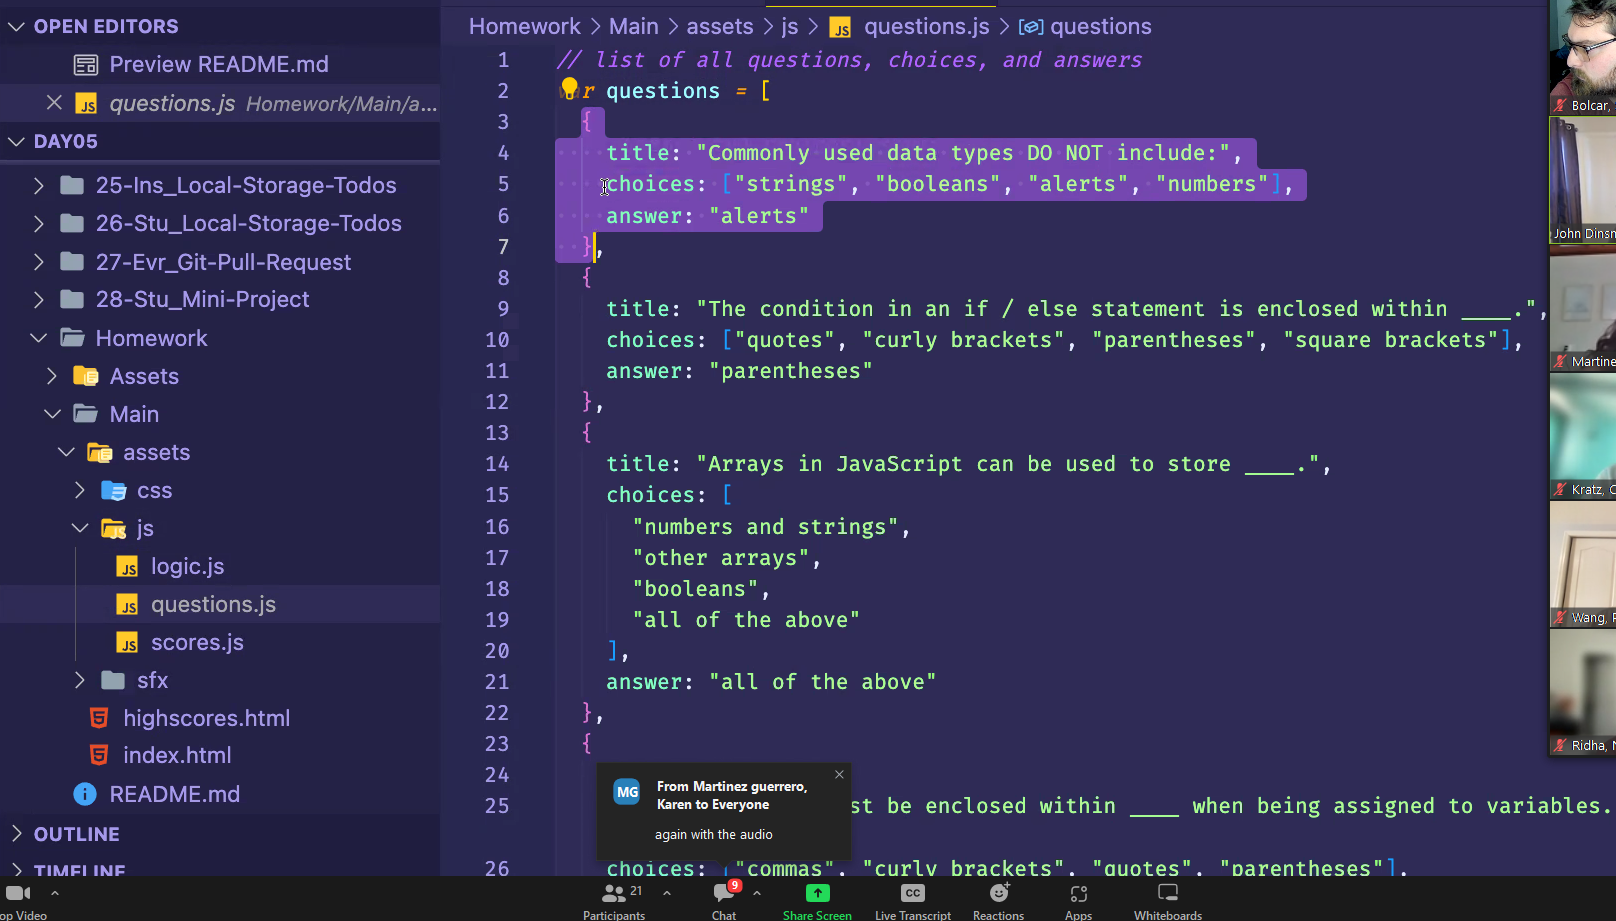 OPEN EDITORS
Preview README.md
questions.js Homework/Main/a...
DAY05
25-Ins_Local-Storage-Todos
26-Stu_Local-Storage-Todos
27-Evr_Git-Pull-Request
28-Stu_Mini-Project
Homework
Assets
Main
assets
css
js
JS logic.js
JS questions.js
JS scores.js
sfx
highscores.html
index.html
README.md
OUTLINE
TIMELINE
Homework > Main > assets > js > JS questions.js > questions
1 // list of all questions, choices, and answers
2 r questions = [
3 {
4 title: "Commonly used data types DO NOT include:",
5 choices: ["strings", "booleans", "alerts", "numbers"],
6 answer: "alerts"
7 },
8 {
9 title: "The condition in an if / else statement is enclosed within ____.",
10 choices: ["quotes", "curly brackets", "parentheses", "square brackets"],
11 answer: "parentheses"
12 },
13 {
14 title: "Arrays in JavaScript can be used to store ____.",
15 choices: [
16 "numbers and strings",
17 "other arrays",
18 "booleans",
19 "all of the above"
20 ],
21 answer: "all of the above"
22 },
23 {
24
25 st be enclosed within ____ when being assigned to variables.
26 choices: ["commas", "curly brackets", "quotes", "parentheses"],
MG From Martinez guerrero,
Karen to Everyone
again with the audio
Bolcar,
John Dinsm
Martine
Kratz, C
Wang, P
Ridha, N
op Video
21
Participants
9
Chat
Share Screen
CC
Live Transcript
Reactions
Apps
Whiteboards